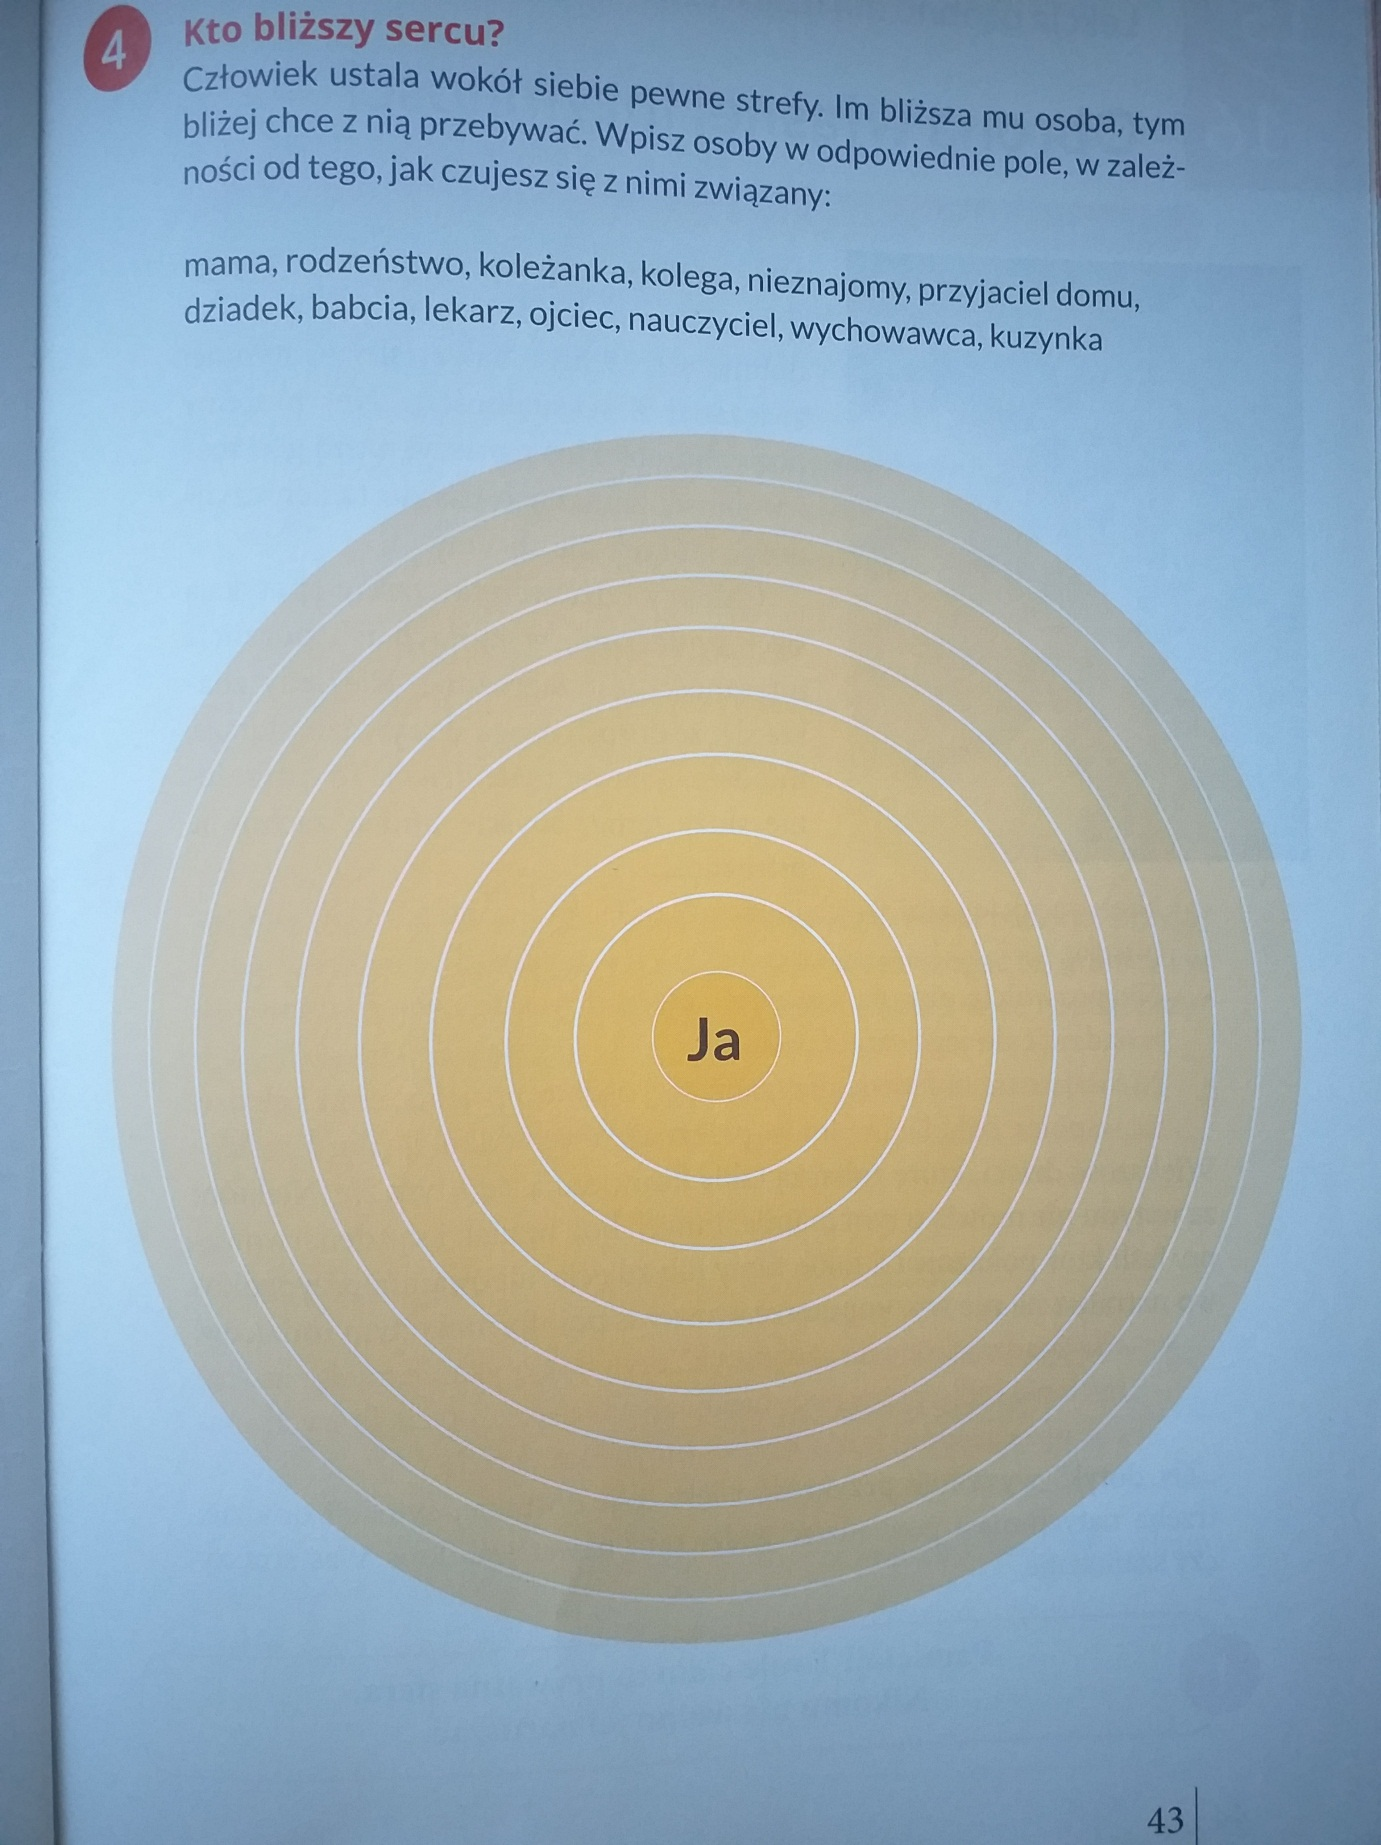 4
Kto bliższy sercu?
Człowiek ustala wokół siebie pewne strefy. Im bliższa mu osoba, tym
bliżej chce z nią przebywać. Wpisz osoby w odpowiednie pole, w zależ-
ności od tego, jak czujesz się z nimi związany:
mama, rodzeństwo, koleżanka, kolega, nieznajomy, przyjaciel domu,
dziadek, babcia, lekarz, ojciec, nauczyciel, wychowawca, kuzynka
Ja
43